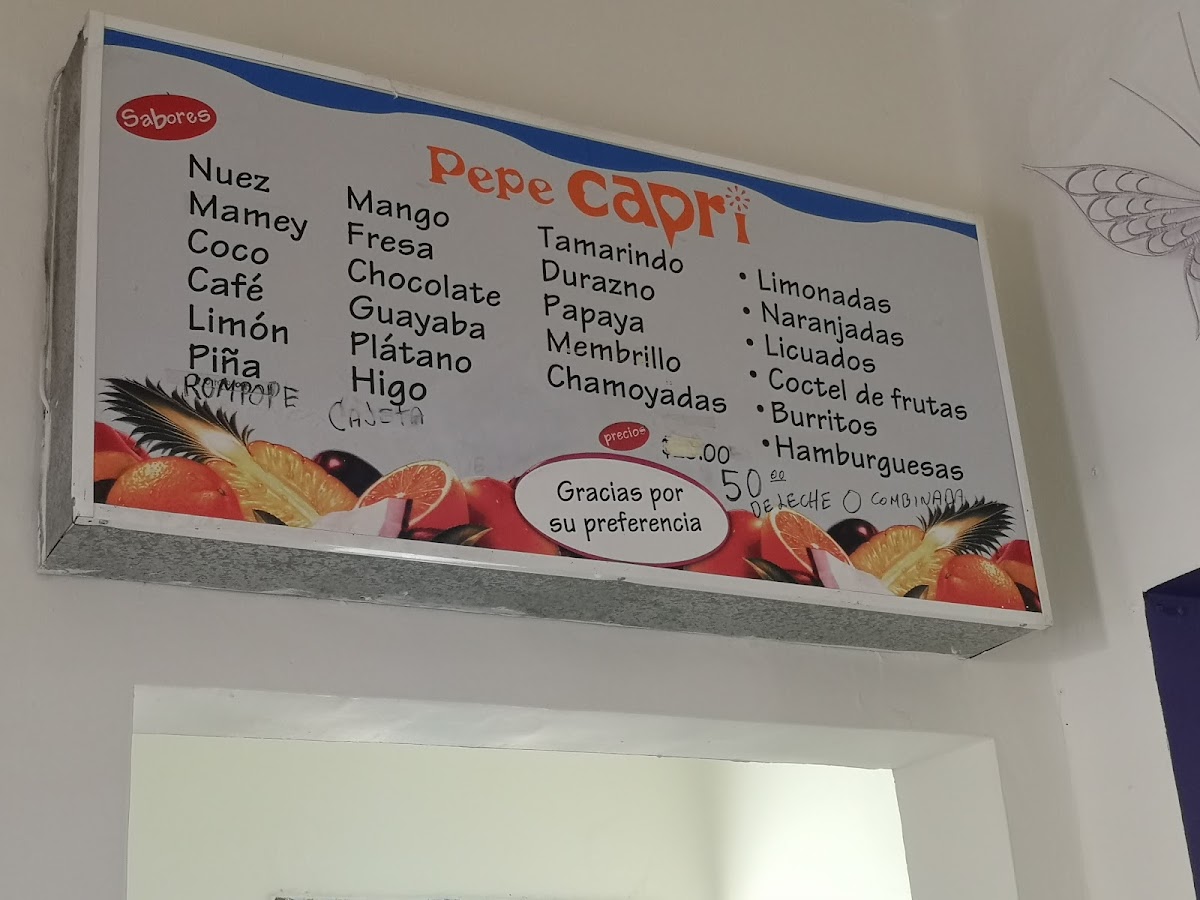 Sabores
Pepe Capri
Nuez
Mamey
Coco
Café
Limón
Piña
ROMPOPE
Mango
Fresa
Chocolate
Guayaba
Plátano
Higo
CAJETA
Tamarindo
Durazno
Papaya
Membrillo
Chamoyadas
• Limonadas
• Naranjadas
• Licuados
• Coctel de frutas
• Burritos
• Hamburguesas
precios
.00
50 00
DE LECHE O COMBINADA
Gracias por
su preferencia